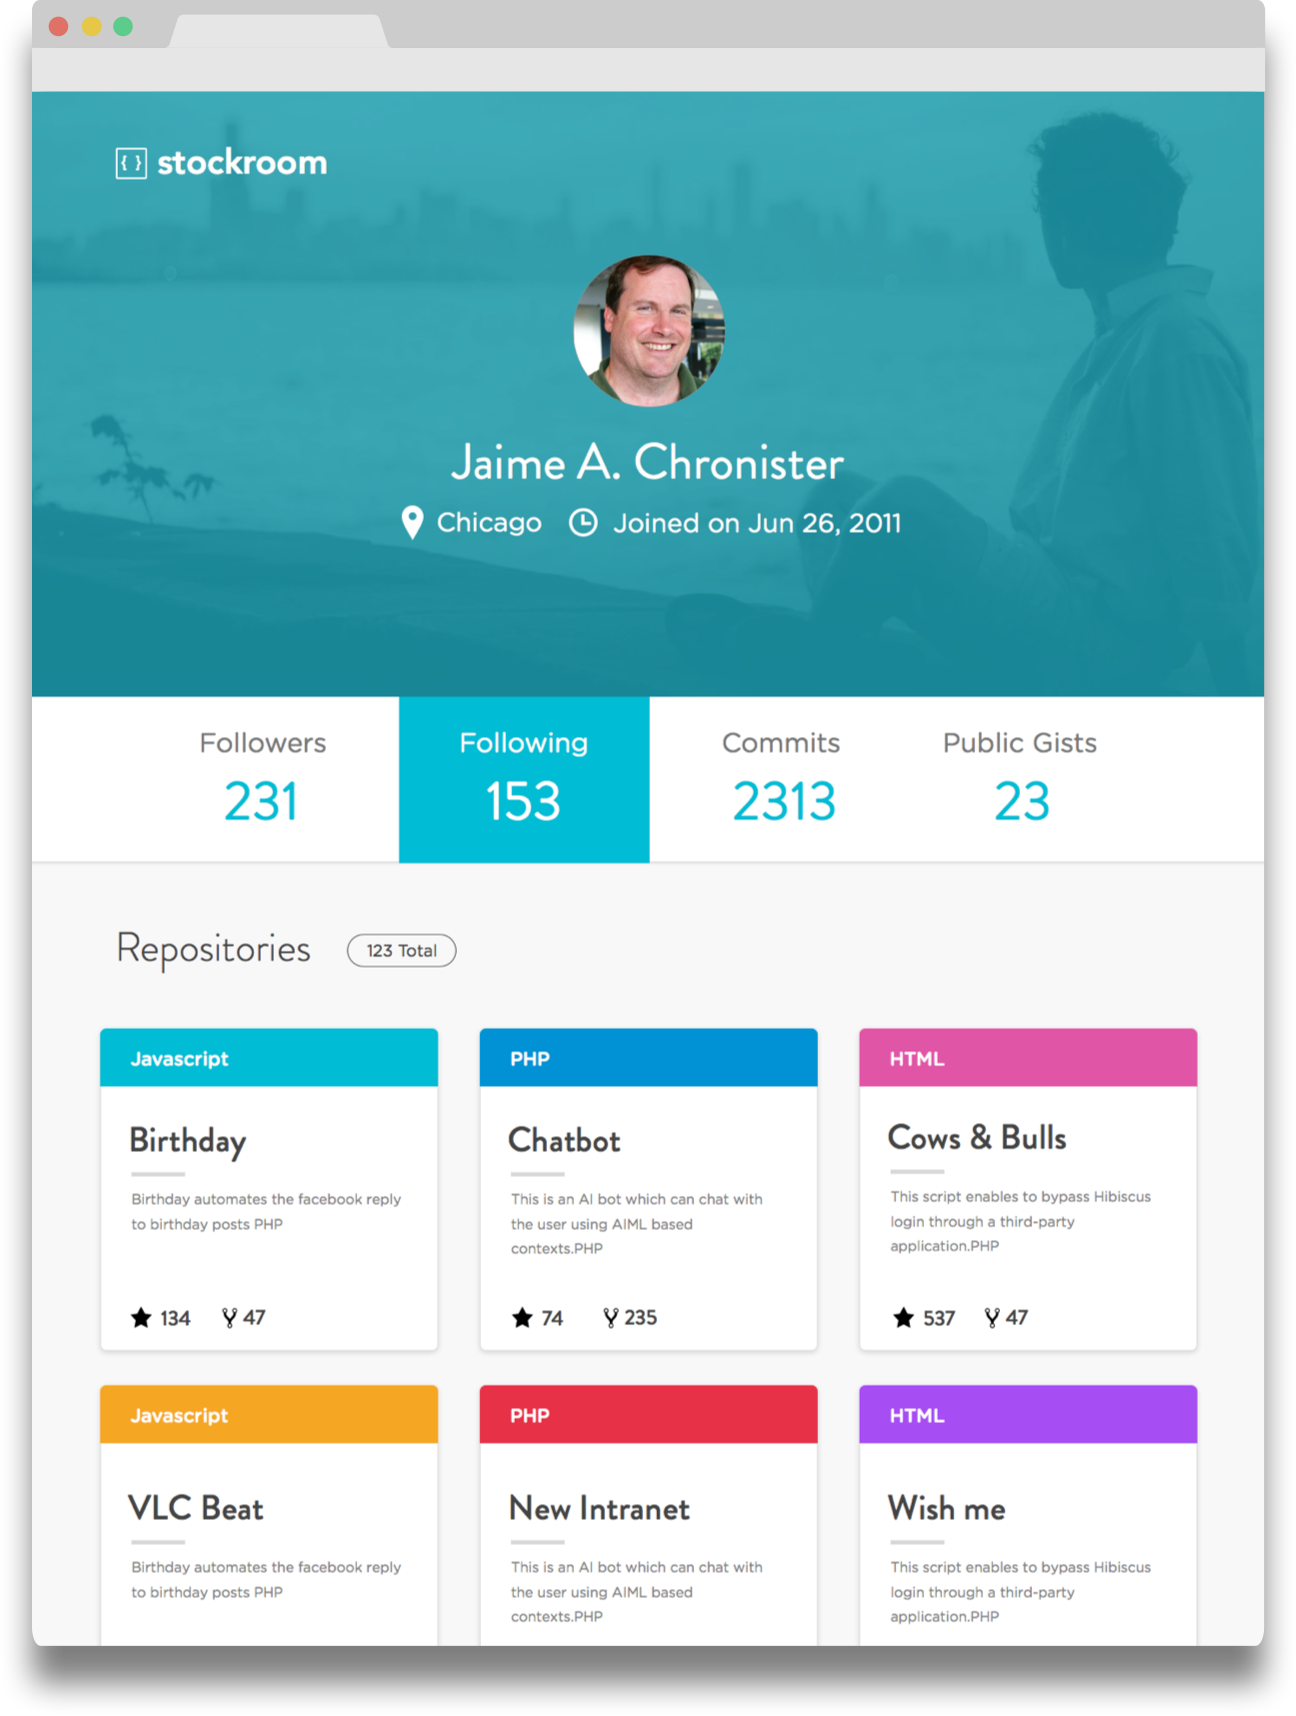 { } stockroom
Jaime A. Chronister
Chicago Joined on Jun 26, 2011
Followers Following Commits Public Gists
231 153 2313 23
Repositories 123 Total
Javascript
Birthday
Birthday automates the facebook reply
to birthday posts PHP
134 47
PHP
Chatbot
This is an AI bot which can chat with
the user using AIML based
contexts.PHP
74 235
HTML
Cows & Bulls
This script enables to bypass Hibiscus
login through a third-party
application.PHP
537 47
Javascript
VLC Beat
Birthday automates the facebook reply
to birthday posts PHP
PHP
New Intranet
This is an AI bot which can chat with
the user using AIML based
contexts.PHP
HTML
Wish me
This script enables to bypass Hibiscus
login through a third-party
application.PHP